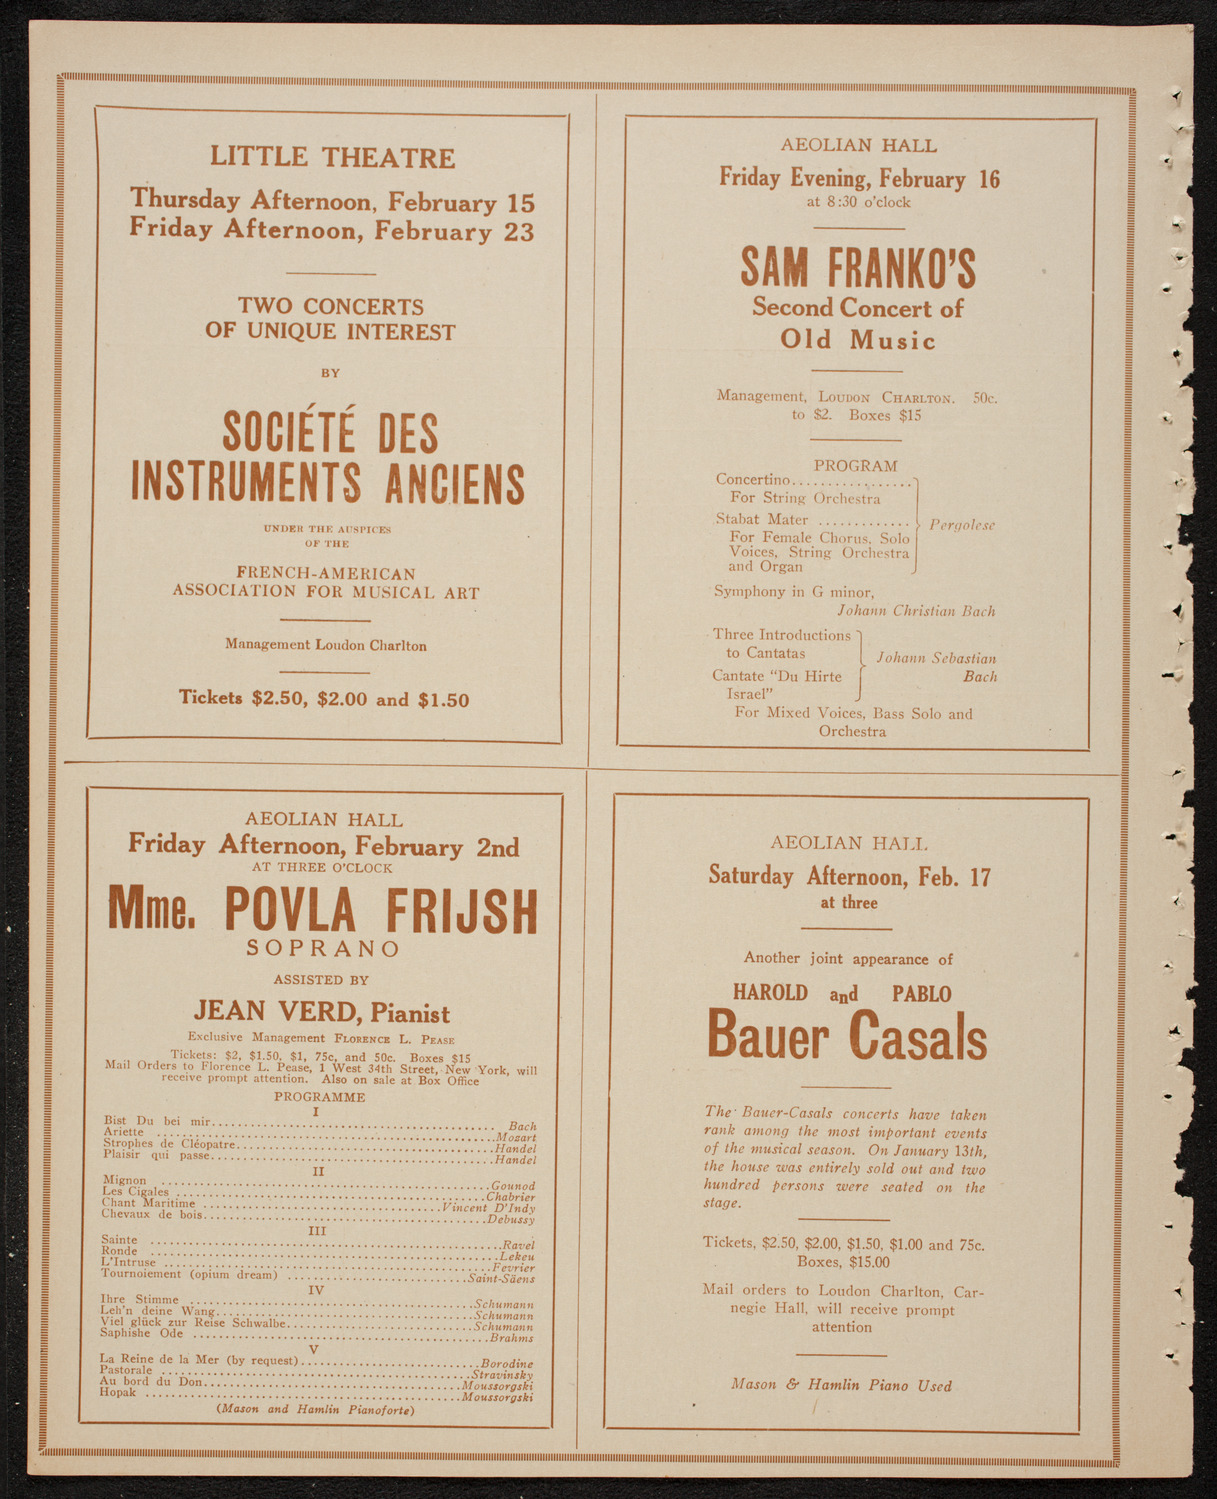 LITTLE THEATRE
Thursday Afternoon, February 15
Friday Afternoon, February 23
TWO CONCERTS
OF UNIQUE INTEREST
BY
SOCIÉTÉ DES
INSTRUMENTS ANCIENS
UNDER THE AUSPICES
OF THE
FRENCH-AMERICAN
ASSOCIATION FOR MUSICAL ART
Management Loudon Charlton
Tickets $2.50, $2.00 and $1.50
AEOLIAN HALL
Friday Evening, February 16
at 8:30 o'clock
SAM FRANKO'S
Second Concert of
Old Music
Management, LOUDON CHARLTON. 50c.
to $2. Boxes $15
PROGRAM
Concertino.................
For String Orchestra
Stabat Mater .............
Pergolese
For Female Chorus, Solo
Voices, String Orchestra
and Organ
Symphony in G minor,
Johann Christian Bach
Three Introductions
to Cantatas
Johann Sebastian
Bach
Cantate "Du Hirte
Israel"
For Mixed Voices, Bass Solo and
Orchestra
AEOLIAN HALL
Friday Afternoon, February 2nd
AT THREE O'CLOCK
Mme. POVLA FRIJSH
SOPRANO
ASSISTED BY
JEAN VERD, Pianist
Exclusive Management FLORENCE L. PEASE
Tickets: $2, $1.50, $1, 75c, and 50c. Boxes $15
Mail Orders to Florence L. Pease, 1 West 34th Street, New York, will
receive prompt attention. Also on sale at Box Office
PROGRAMME
I
Bist Du bei mir................Bach
Ariette ................Mozart
Strophes de Cléopatre................Handel
Plaisir qui passe................Handel
II
Mignon ................Gounod
Les Cigales ................Chabrier
Chant Maritime ................Vincent D'Indy
Chevaux de bois................Debussy
III
Sainte ................Ravel
Ronde ................Lekeu
L'Intruse ................Fevrier
Tournoiement (opium dream) ................Saint-Säens
IV
Ihre Stimme ................Schumann
Leh'n deine Wang................Schumann
Viel glück zur Reise Schwalbe................Schumann
Saphishe Ode ................Brahms
V
La Reine de la Mer (by request)................Borodine
Pastorale ................Stravinsky
Au bord du Don................Moussorgski
Hopak ................Moussorgski
(Mason and Hamlin Pianoforte)
AEOLIAN HALL
Saturday Afternoon, Feb. 17
at three
Another joint appearance of
HAROLD and PABLO
Bauer Casals
The Bauer-Casals concerts have taken
rank among the most important events
of the musical season. On January 13th,
the house was entirely sold out and two
hundred persons were seated on the
stage.
Tickets, $2.50, $2.00, $1.50, $1.00 and 75c.
Boxes, $15.00
Mail orders to Loudon Charlton, Car-
negie Hall, will receive prompt
attention
Mason & Hamlin Piano Used